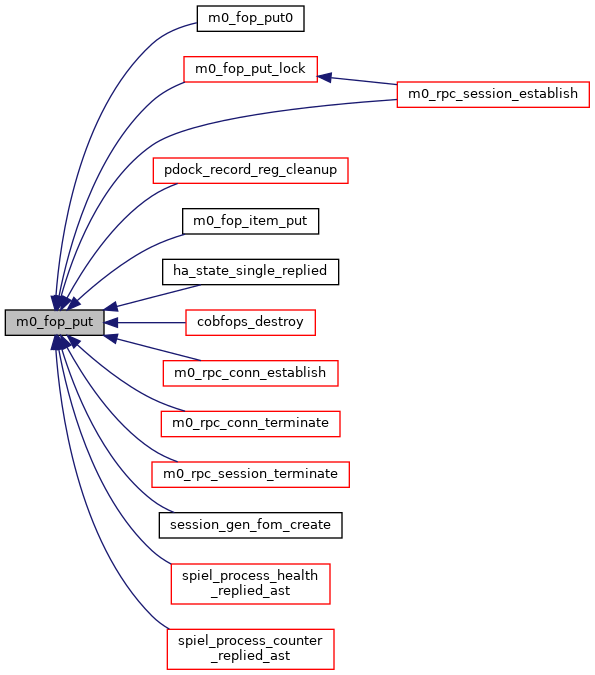 m0_fop_put0
m0_fop_put_lock
m0_rpc_session_establish
pdock_record_reg_cleanup
m0_fop_item_put
ha_state_single_replied
m0_fop_put
cobfops_destroy
m0_rpc_conn_establish
m0_rpc_conn_terminate
m0_rpc_session_terminate
session_gen_fom_create
spiel_process_health
_replied_ast
spiel_process_counter
_replied_ast